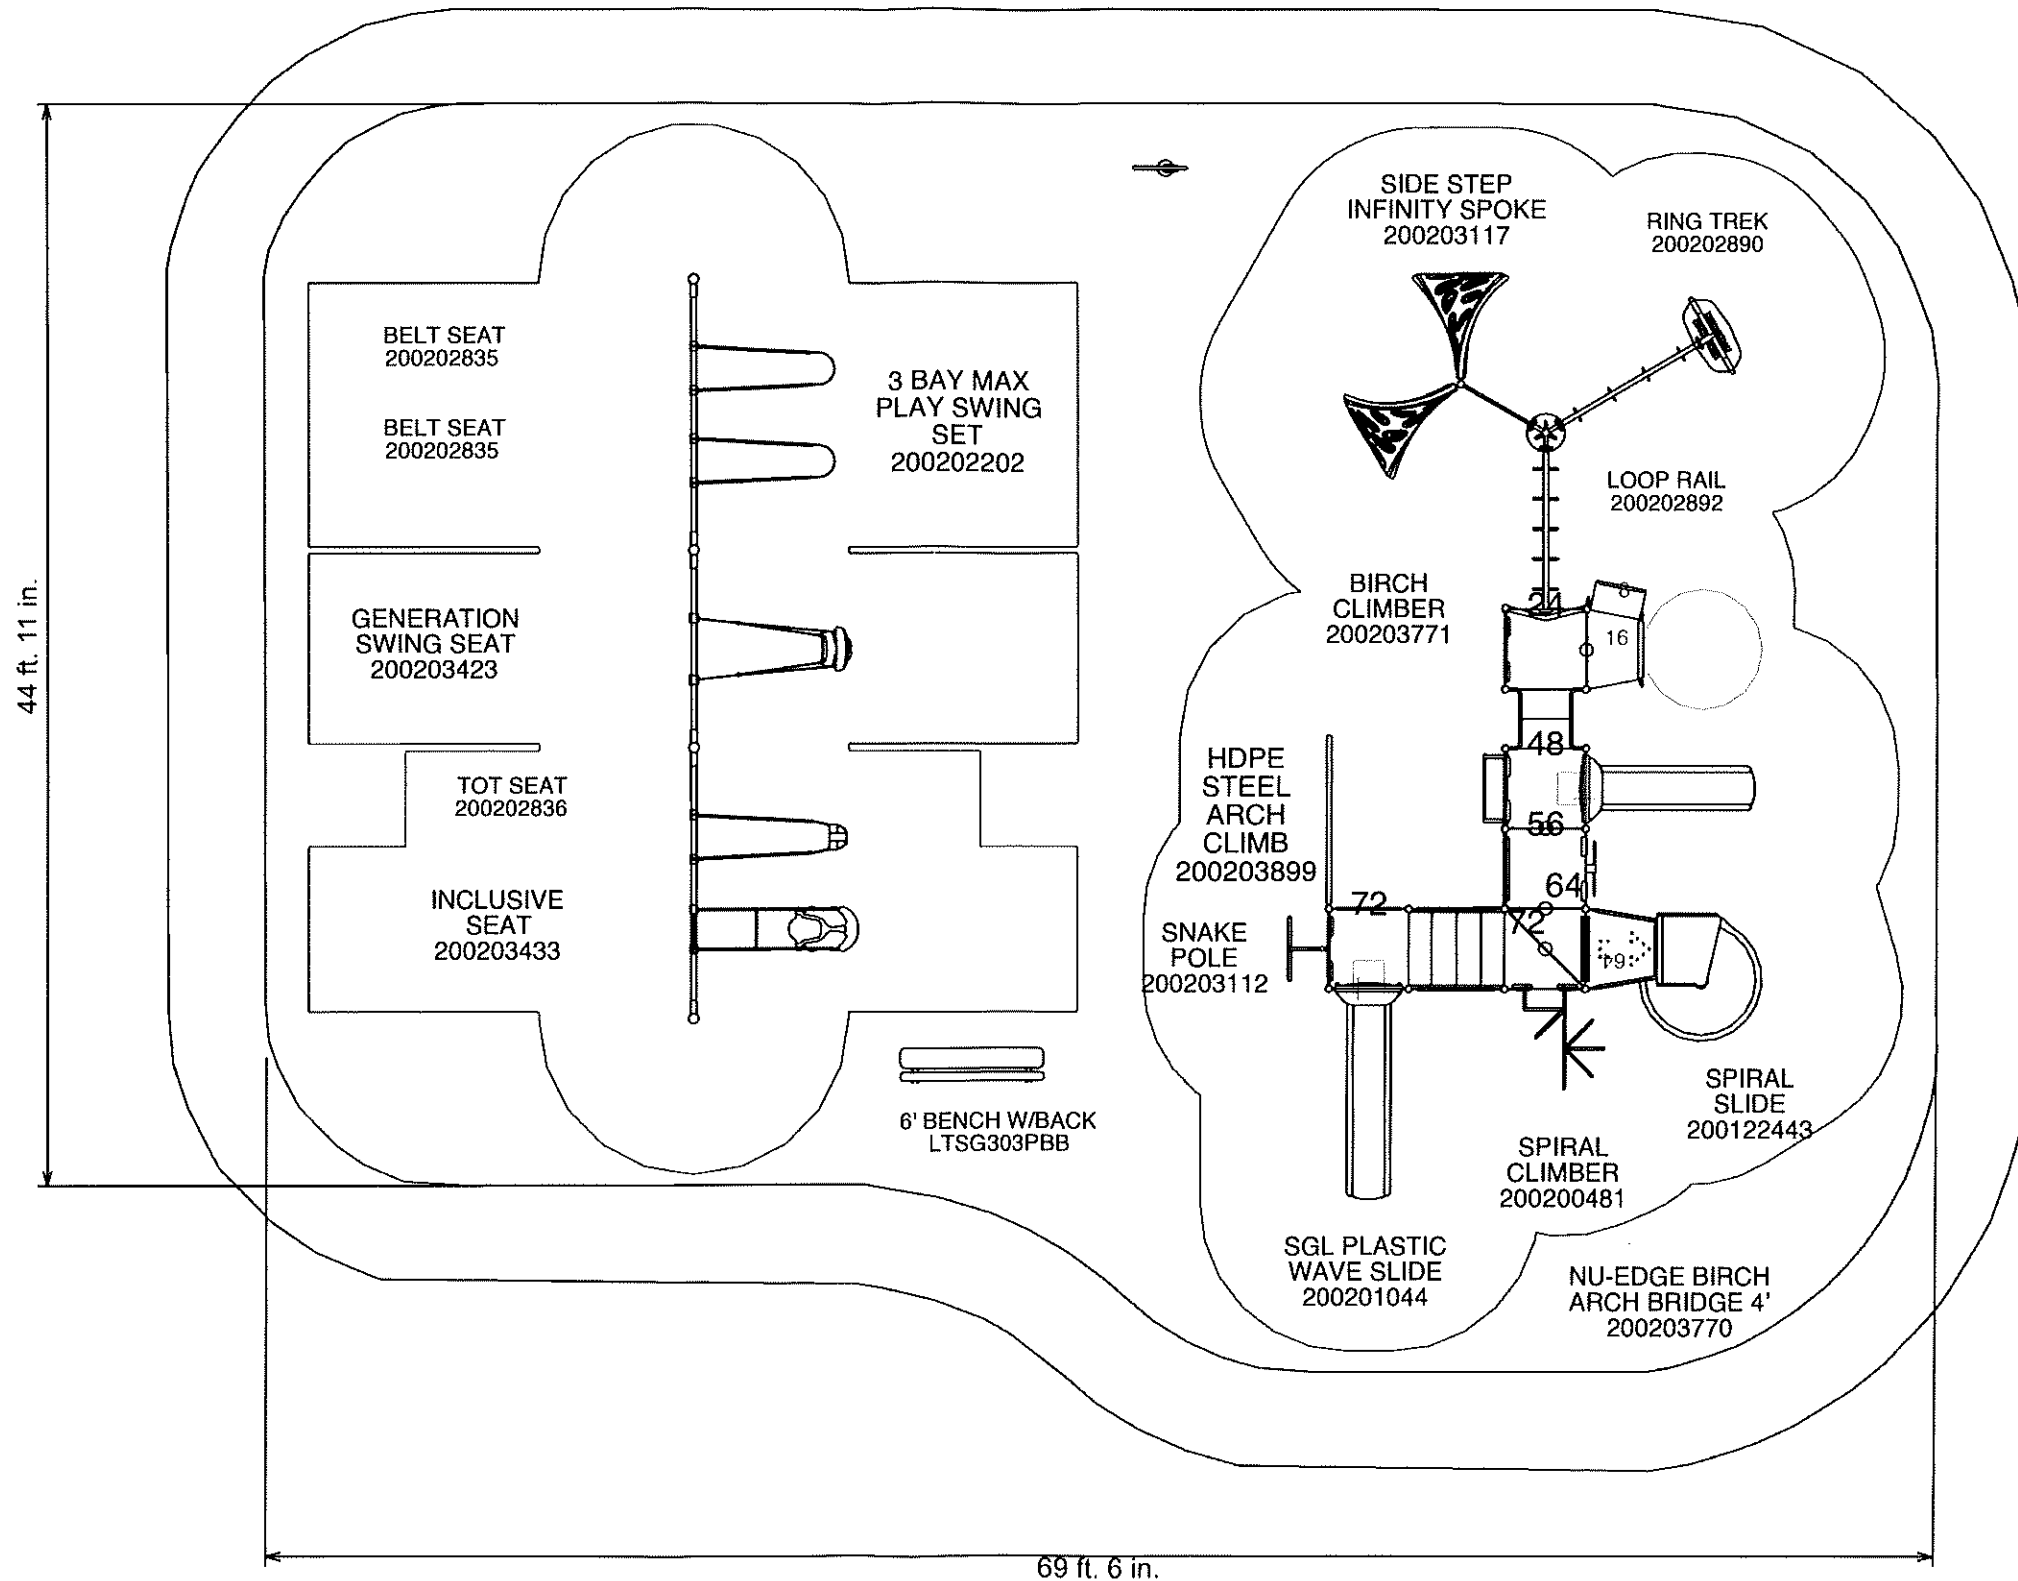 SIDE STEP
INFINITY SPOKE
200203117
RING TREK
200202890
BELT SEAT
200202835
3 BAY MAX
PLAY SWING
SET
200202202
BELT SEAT
200202835
LOOP RAIL
200202892
44 ft. 11 in.
BIRCH
CLIMBER
200203771
24
8
16
GENERATION
SWING SEAT
200203423
48
HDPE
STEEL
ARCH
CLIMB
200203899
TOT SEAT
200202836
56
64
72
72
64
INCLUSIVE
SEAT
200203433
SNAKE
POLE
200203112
6' BENCH W/BACK
LTSG303PBB
SPIRAL
SLIDE
200122443
SPIRAL
CLIMBER
200200481
SGL PLASTIC
WAVE SLIDE
200201044
NU-EDGE BIRCH
ARCH BRIDGE 4'
200203770
69 ft. 6 in.